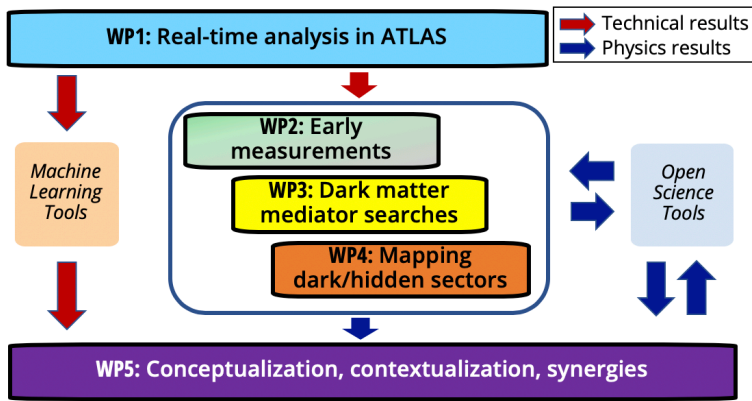 WP1: Real-time analysis in ATLAS
Technical results
Physics results
WP2: Early
measurements
WP3: Dark matter
mediator searches
WP4: Mapping
dark/hidden sectors
Machine
Learning
Tools
Open
Science
Tools
WP5: Conceptualization, contextualization, synergies